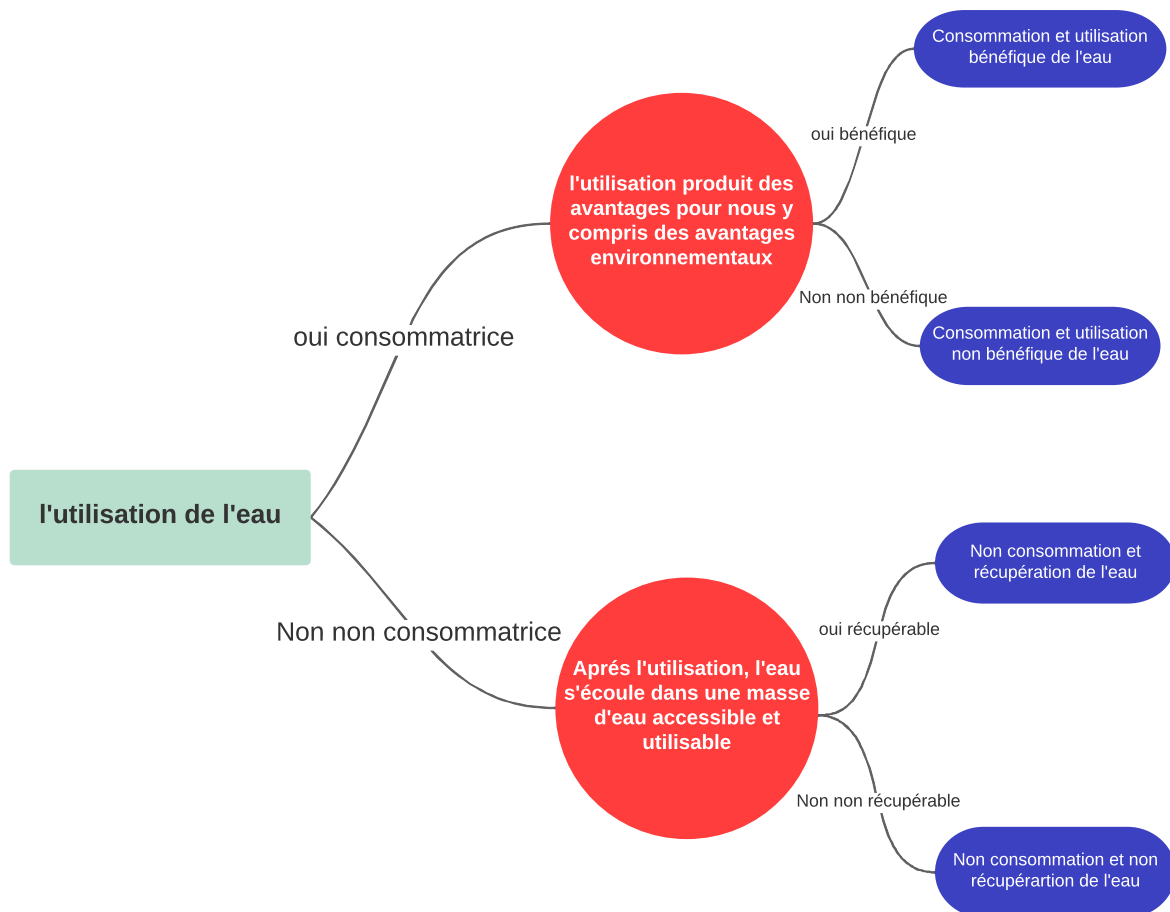 Consommation et utilisation
bénéfique de l'eau
oui bénéfique
l'utilisation produit des
avantages pour nous y
compris des avantages
environnementaux
Non non bénéfique
Consommation et utilisation
non bénéfique de l'eau
oui consommatrice
l'utilisation de l'eau
Non non consommatrice
Non consommation et
récupération de l'eau
oui récupérable
Aprés l'utilisation, l'eau
s'écoule dans une masse
d'eau accessible et
utilisable
Non non récupérable
Non consommation et non
récupérartion de l'eau